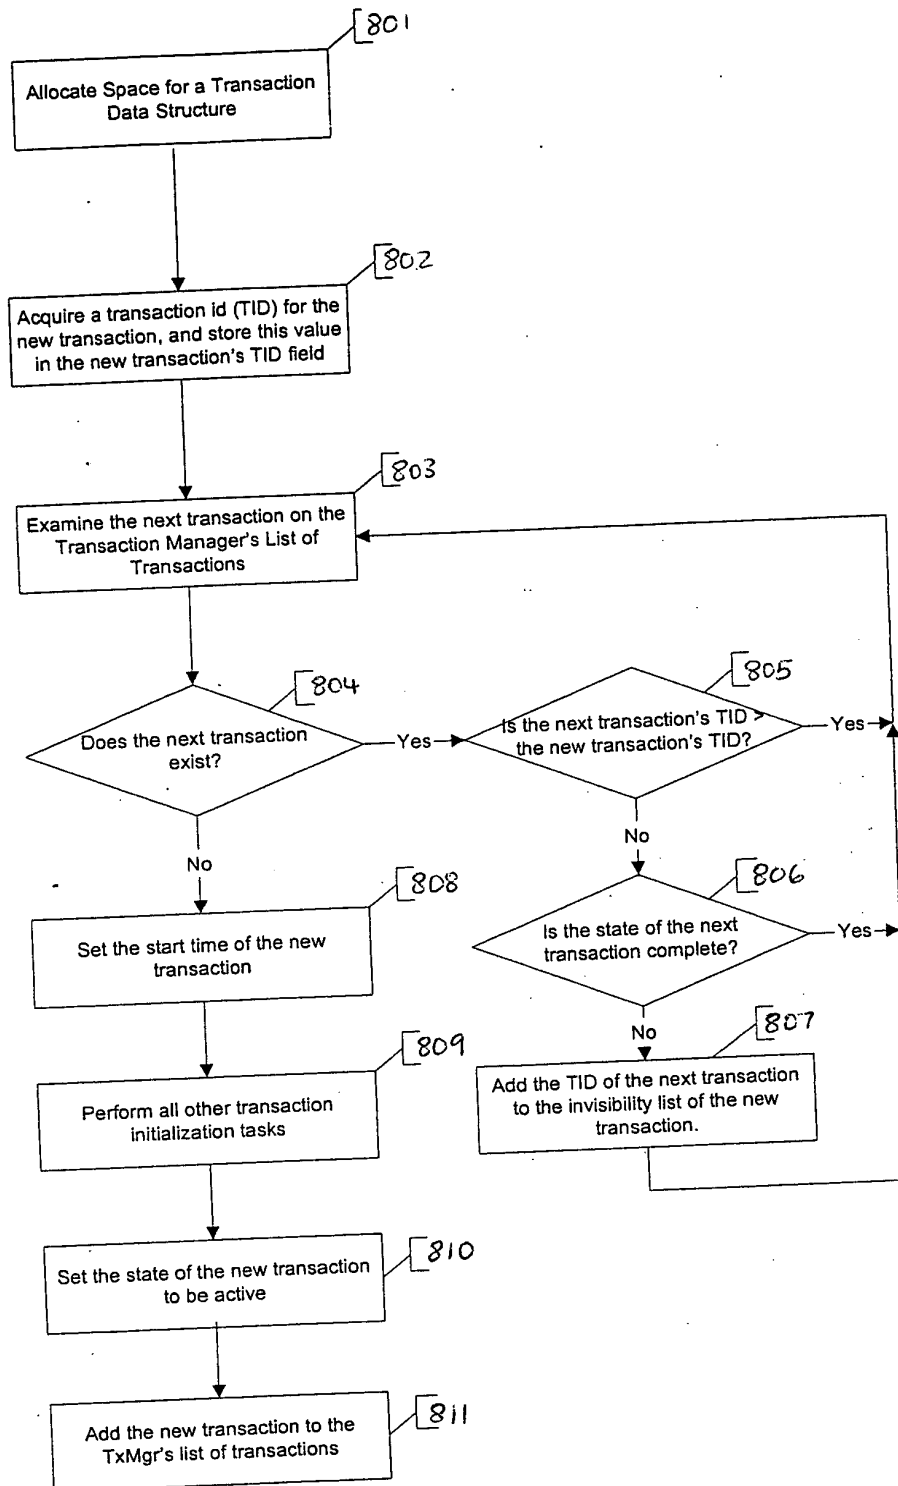 801
Allocate Space for a Transaction
Data Structure
802
Acquire a transaction id (TID) for the
new transaction, and store this value
in the new transaction's TID field
803
Examine the next transaction on the
Transaction Manager's List of
Transactions
804
Does the next transaction
exist?
Yes
805
Is the next transaction's TID >
the new transaction's TID?
Yes
No
No
806
Is the state of the next
transaction complete?
Yes
808
Set the start time of the new
transaction
No
807
Add the TID of the next transaction
to the invisibility list of the new
transaction.
809
Perform all other transaction
initialization tasks
810
Set the state of the new transaction
to be active
811
Add the new transaction to the
TxMgr's list of transactions